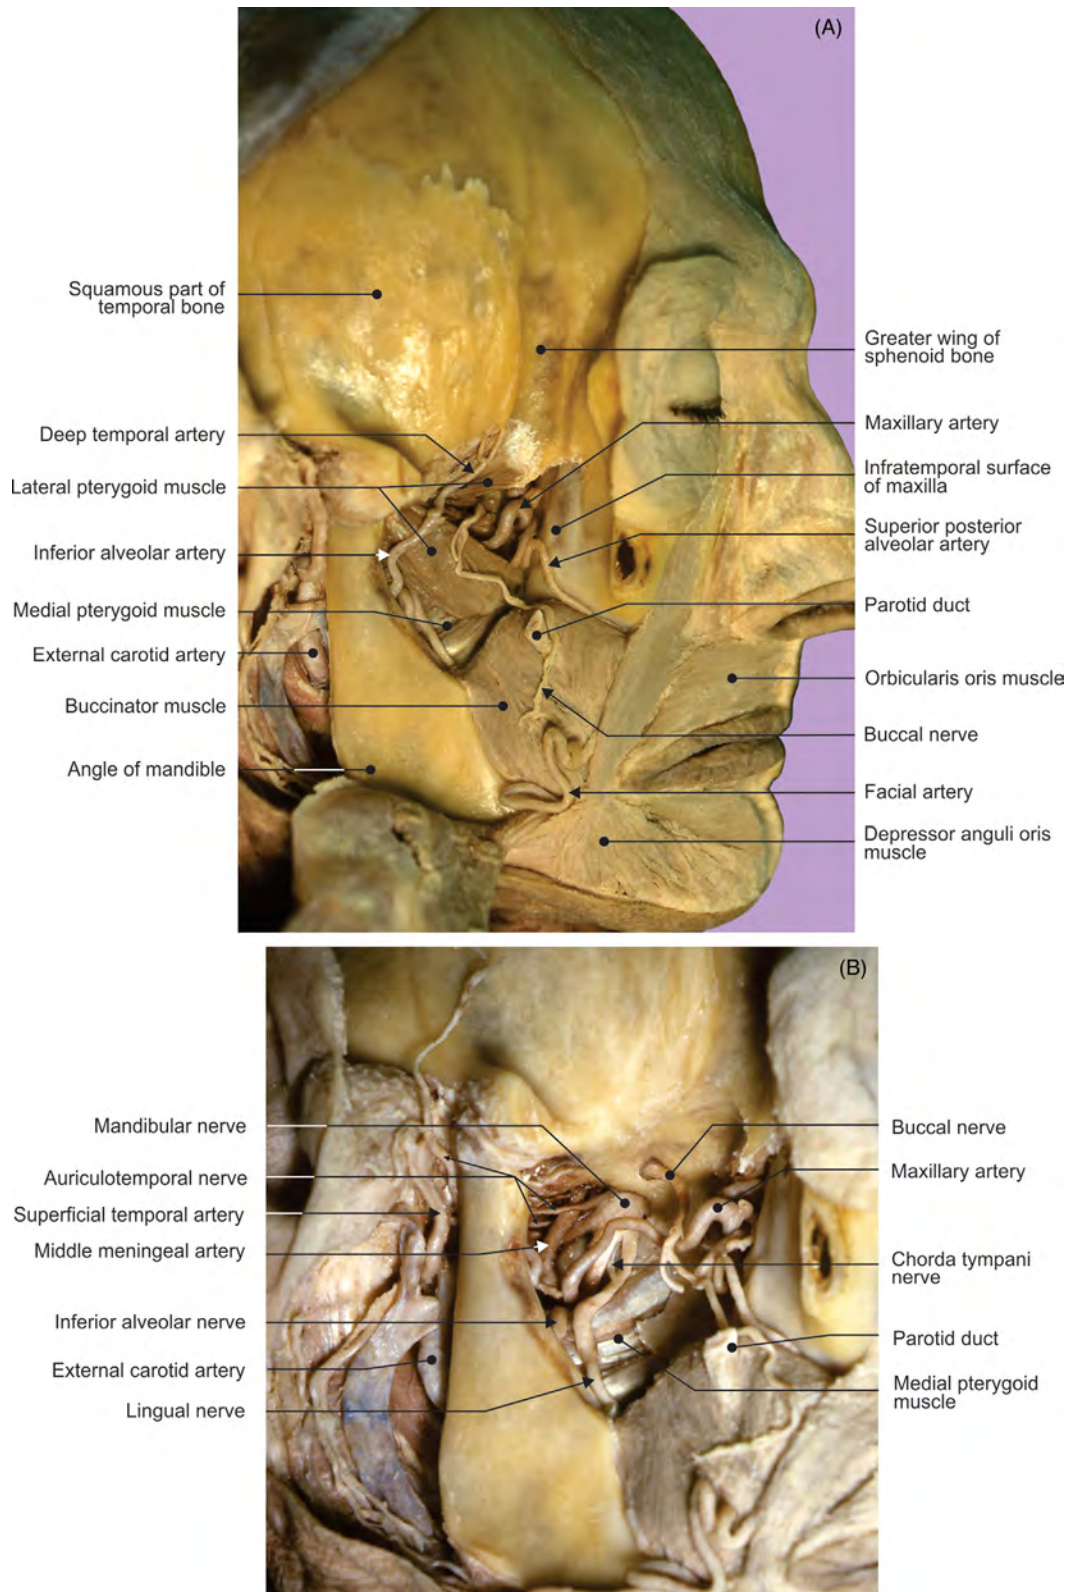 (A)
Squamous part of
temporal bone
Deep temporal artery
Lateral pterygoid muscle
Inferior alveolar artery
Medial pterygoid muscle
External carotid artery
Buccinator muscle
Angle of mandible
Greater wing of
sphenoid bone
Maxillary artery
Infratemporal surface
of maxilla
Superior posterior
alveolar artery
Parotid duct
Orbicularis oris muscle
Buccal nerve
Facial artery
Depressor anguli oris
muscle
(B)
Mandibular nerve
Auriculotemporal nerve
Superficial temporal artery
Middle meningeal artery
Inferior alveolar nerve
External carotid artery
Lingual nerve
Buccal nerve
Maxillary artery
Chorda tympani
nerve
Parotid duct
Medial pterygoid
muscle